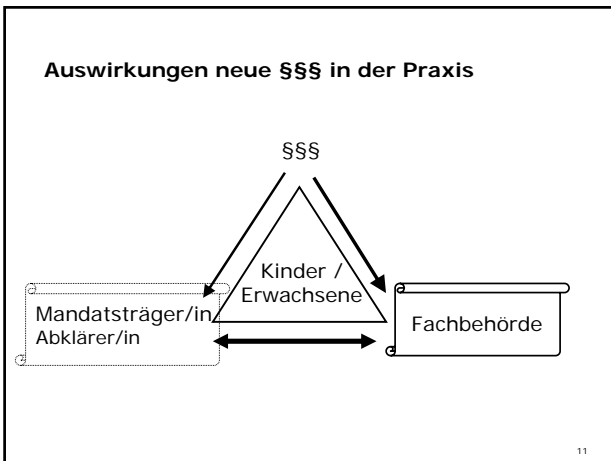 Auswirkungen neue §§§ in der Praxis
§§§
Kinder /
Erwachsene
Mandatsträger/in
Abklärer/in
Fachbehörde
11